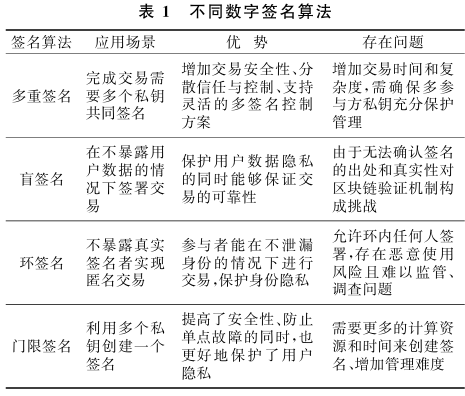 表 1 不同数字签名算法
签名算法 应用场景 优 势 存在问题
多重签名
完成交易需
要多个私钥
共同签名
增加交易安全性、分
散信任与控制、支持
灵活的多签名控制
方案
增加交易时间和复
杂度,需确保多参
与方私钥充分保护
管理
盲签名
在不暴露用
户数据的情
况下签署交
易
保护用户数据隐私
的同时能够保证交
易的可靠性
由于无法确认签名
的出处和真实性对
区块链验证机制构
成挑战
环签名
不暴露真实
签名者实现
匿名交易
参与者能在不泄漏
身份的情况下进行
交易,保护身份隐私
允许环内任何人签
署,存在恶意使用
风险且难以监管、
调查问题
门限签名
利用多个私
钥创建一个
签名
提高了安全性、防止
单点故障的同时,也
更好地保护了用户
隐私
需要更多的计算资
源和时间来创建签
名、增加管理难度